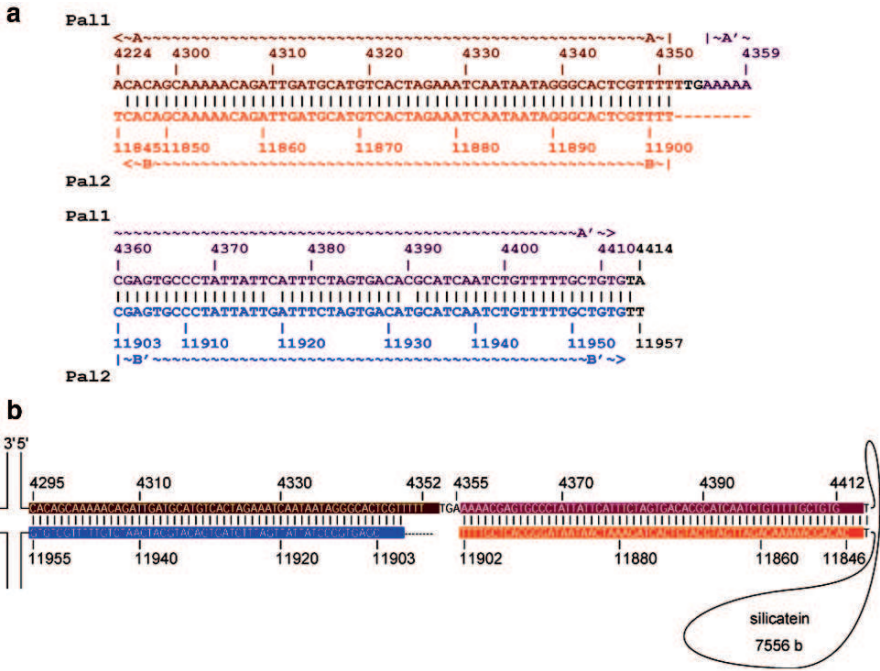 a
Pal1
<~A~~~~~~~~~~~~~~~~~~~~~~~~~~~~~~~~~~~~~~~~~~~~~~~~~~~~A~| |~A'~
4224 4300 4310 4320 4330 4340 4350 4359
ACACAGCAAAAACAGATTGATGCATGTCACTAGAAATCAATAATAGGGCACTCGTTTTTTGAAAAA
TCACAGCAAAAACAGATTGATGCATGTCACTAGAAATCAATAATAGGGCACTCGTTTT--------
11845 11850 11860 11870 11880 11890 11900
<~B~~~~~~~~~~~~~~~~~~~~~~~~~~~~~~~~~~~~~~~~~~~~~~~~~~~~B~|
Pal2
Pal1
~~~~~~~~~~~~~~~~~~~~~~~~~~~~~~~~~~~~~~~~~~~~~~~~A'~>
4360 4370 4380 4390 4400 4410 4414
CGAGTGCCCTATTATTCATTTCTAGTGACACGCATCAATCTGTTTTTGCTGTGTA
CGAGTGCCCTATTATTGATTTCTAGTGACATGCATCAATCTGTTTTTGCTGTGTT
11903 11910 11920 11930 11940 11950 11957
|~B'~~~~~~~~~~~~~~~~~~~~~~~~~~~~~~~~~~~~~~~~~~~~~B'~>
Pal2
b
3'5'
4295 4310 4330 4352 4355 4370 4390 4412
CACAGCAAAAACAGATTGATGCATGTCACTAGAAATCAATAATAGGGCACTCGTTTTT TGA AAAACGAGTGCCCTATTATTCATTTCTAGTGACACGCATCAATCTGTTTTTGCTGTG T
T
11955 11940 11920 11903 11902 11880 11860 11846
silicatein
7556 b